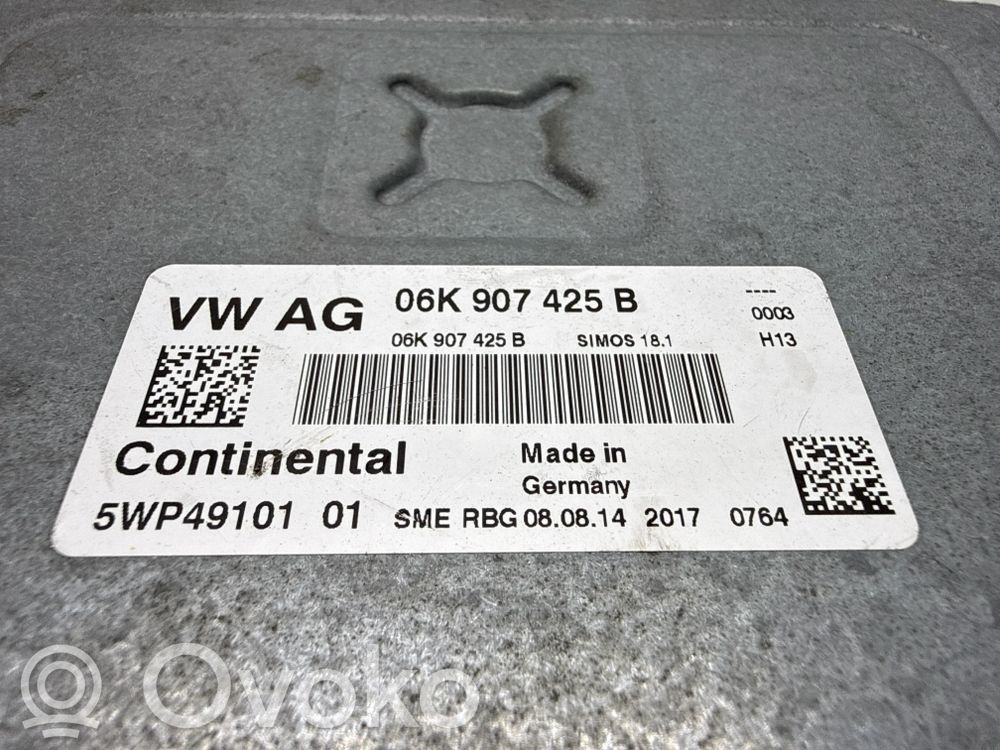 VW AG 06K 907 425 B ----
0003
06K 907 425 B SIMOS 18.1 H13
Continental Made in
Germany
5WP49101 01 SME RBG 08.08.14 2017 0764
Ovoko